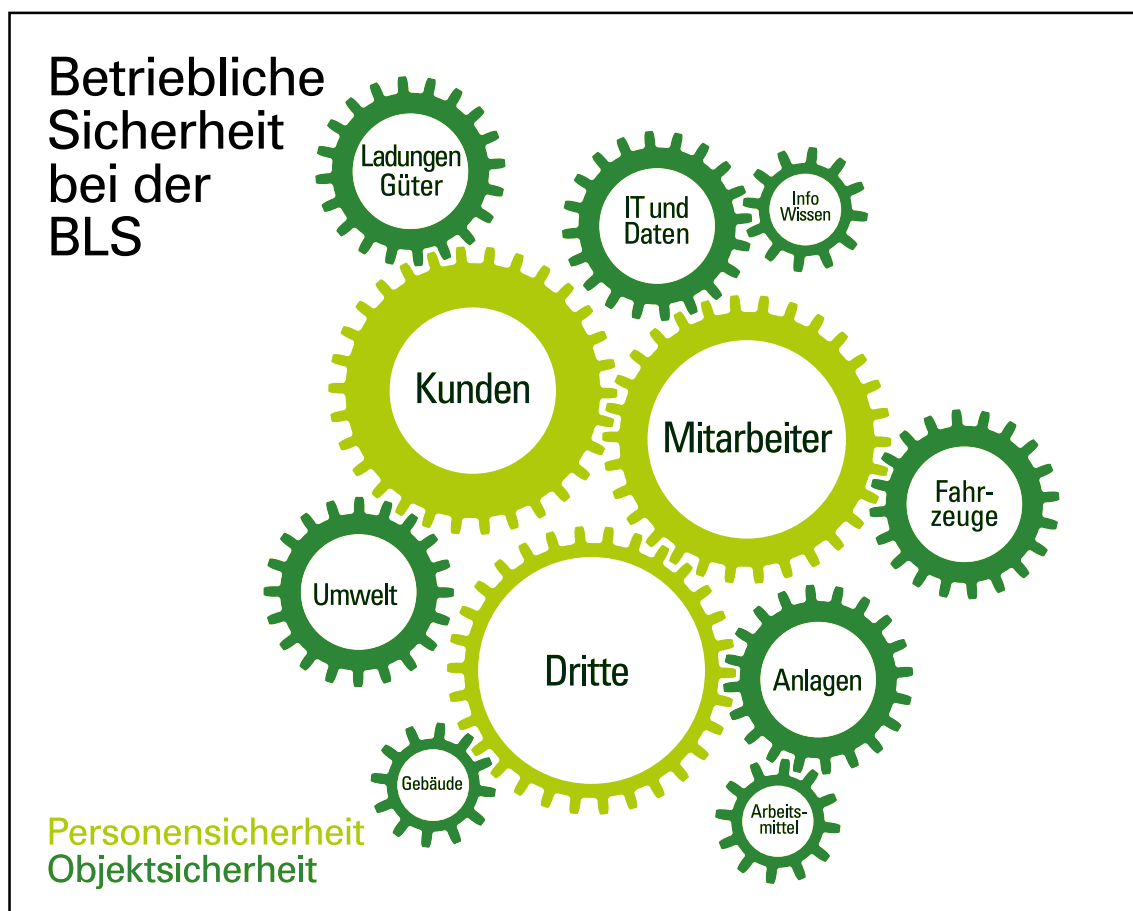 Betriebliche
Sicherheit
bei der
BLS
Ladungen
Güter
IT und
Daten
Info
Wissen
Kunden
Mitarbeiter
Fahr-
zeuge
Umwelt
Dritte
Anlagen
Gebäude
Arbeits-
mittel
Personensicherheit
Objektsicherheit